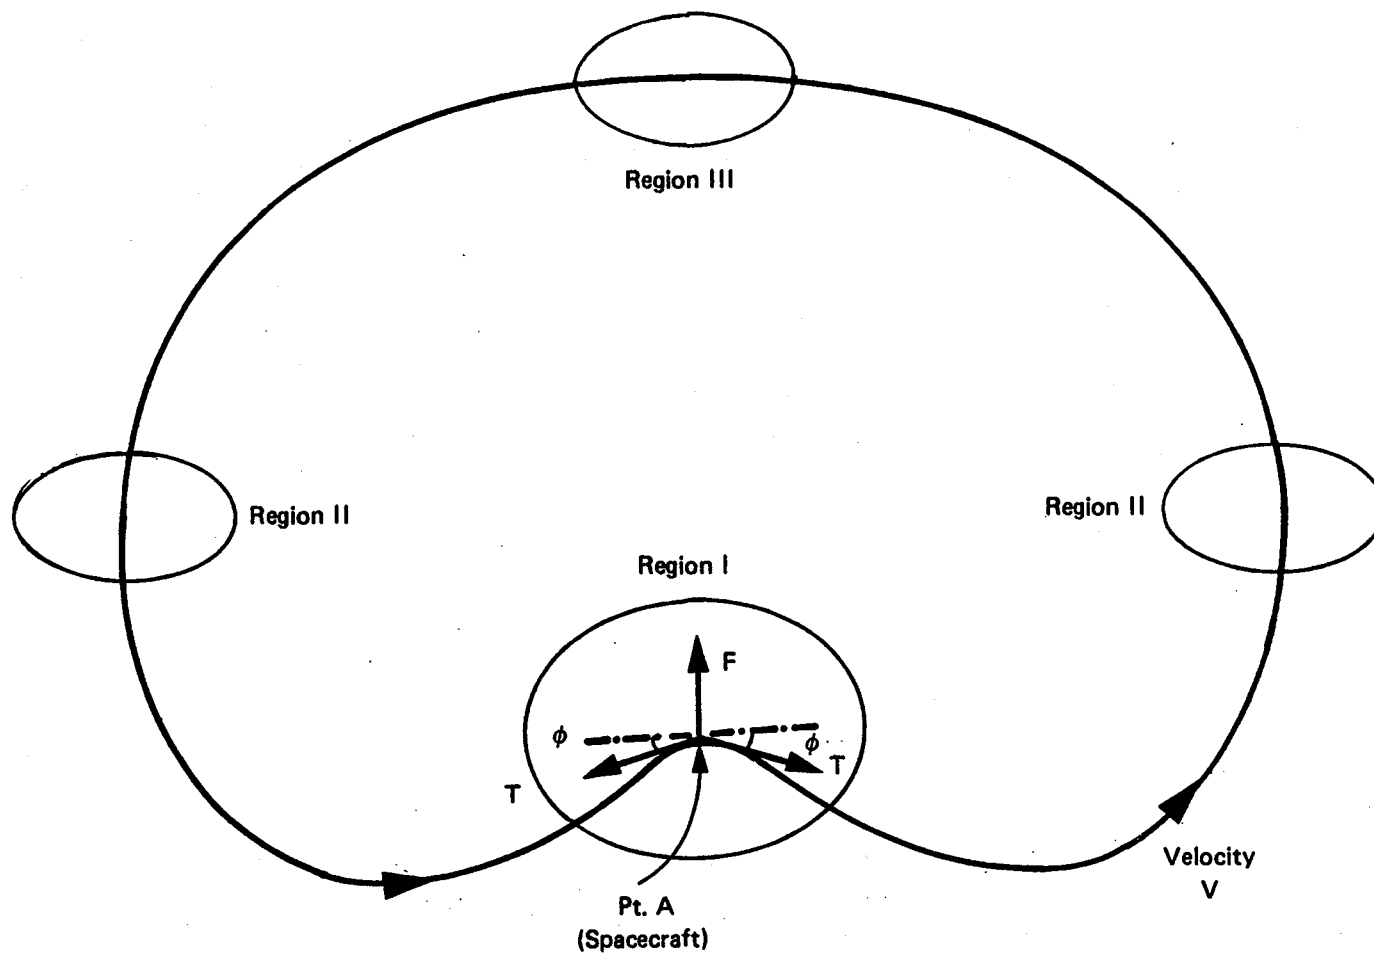 Region III
Region II
Region II
Region I
F
ϕ
ϕ
T
T
Velocity
V
Pt. A
(Spacecraft)